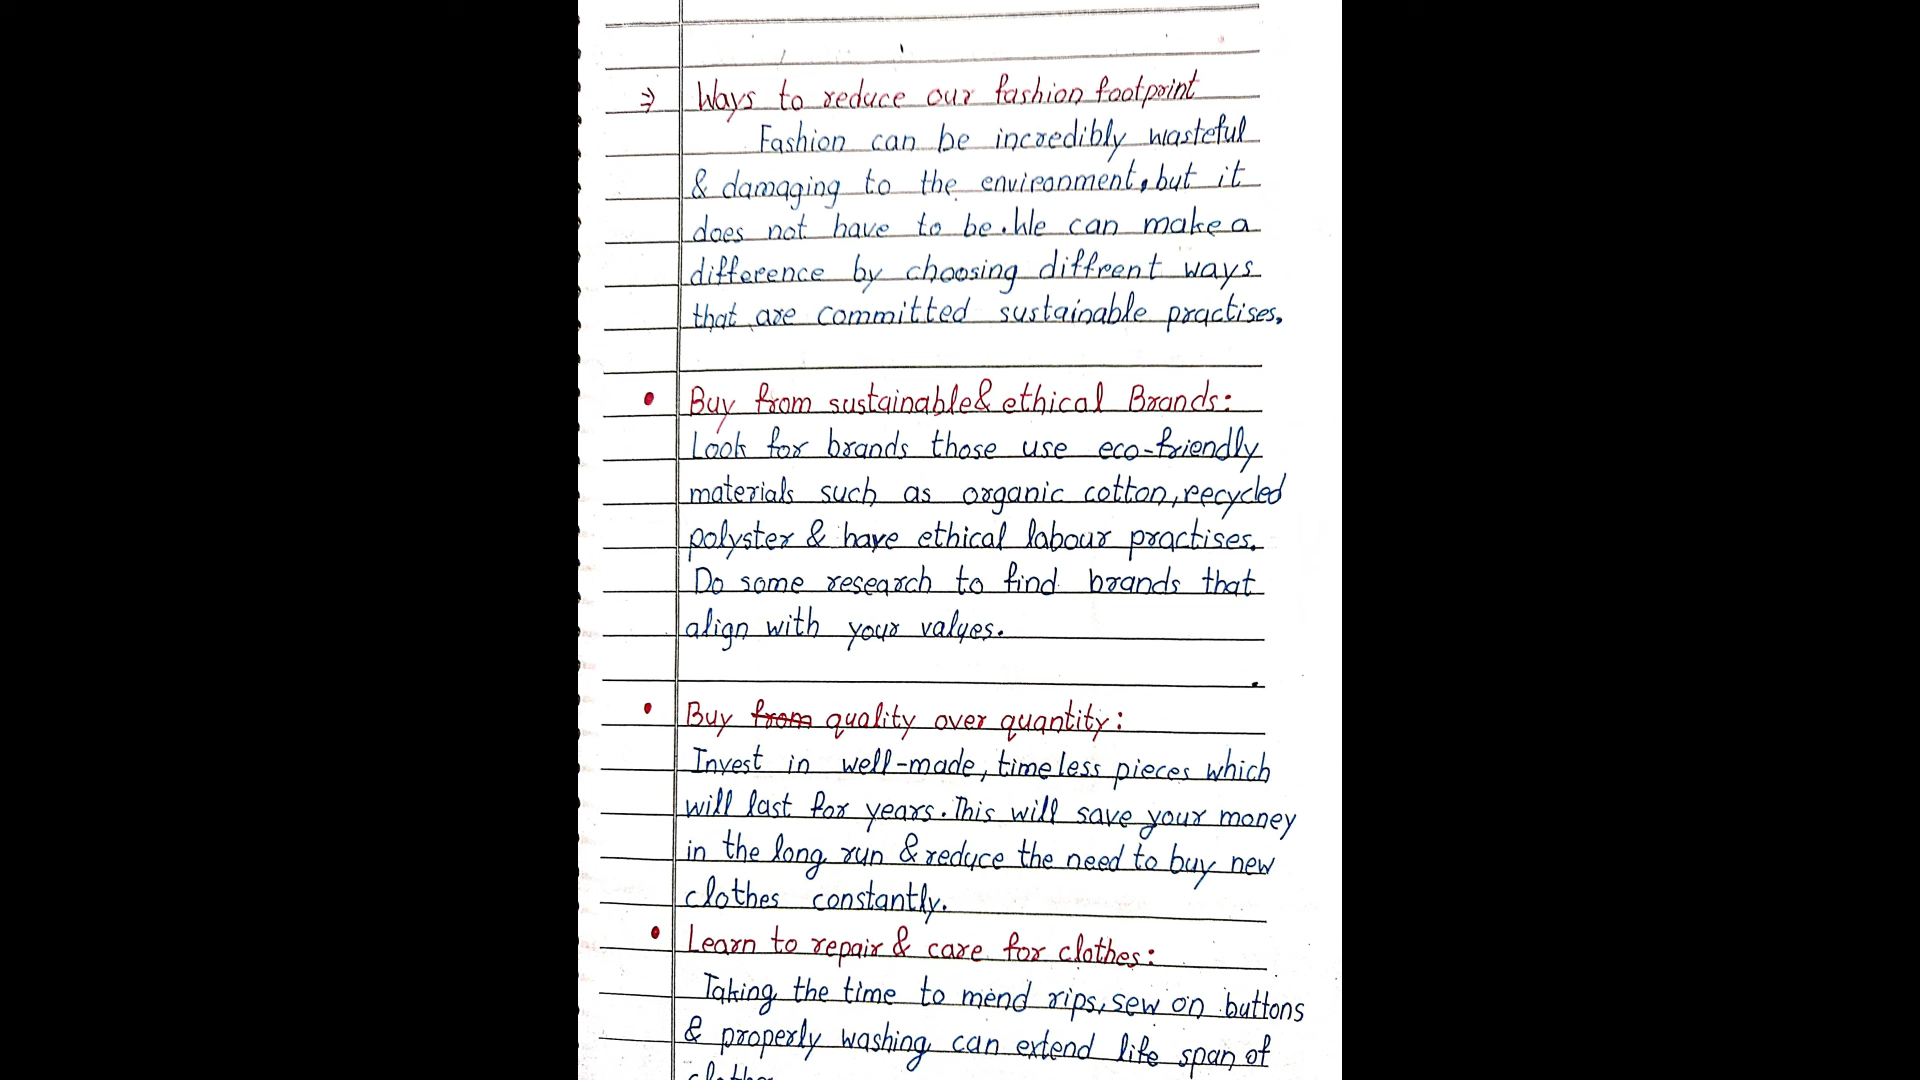 ⇒ Ways to reduce our fashion footprint
Fashion can be incredibly wasteful
& damaging to the environment, but it
does not have to be. We can make a
difference by choosing diffrent ways
that are committed sustainable practises.
• Buy from sustainable & ethical Brands:
Look for brands those use eco-friendly
materials such as organic cotton, recycled
polyster & have ethical labour practises.
Do some research to find brands that
align with your values.
• Buy from quality over quantity:
Invest in well-made, timeless pieces which
will last for years. This will save your money
in the long run & reduce the need to buy new
clothes constantly.
• Learn to repair & care for clothes:
Taking the time to mend rips, sew on buttons
& properly washing can extend life span of